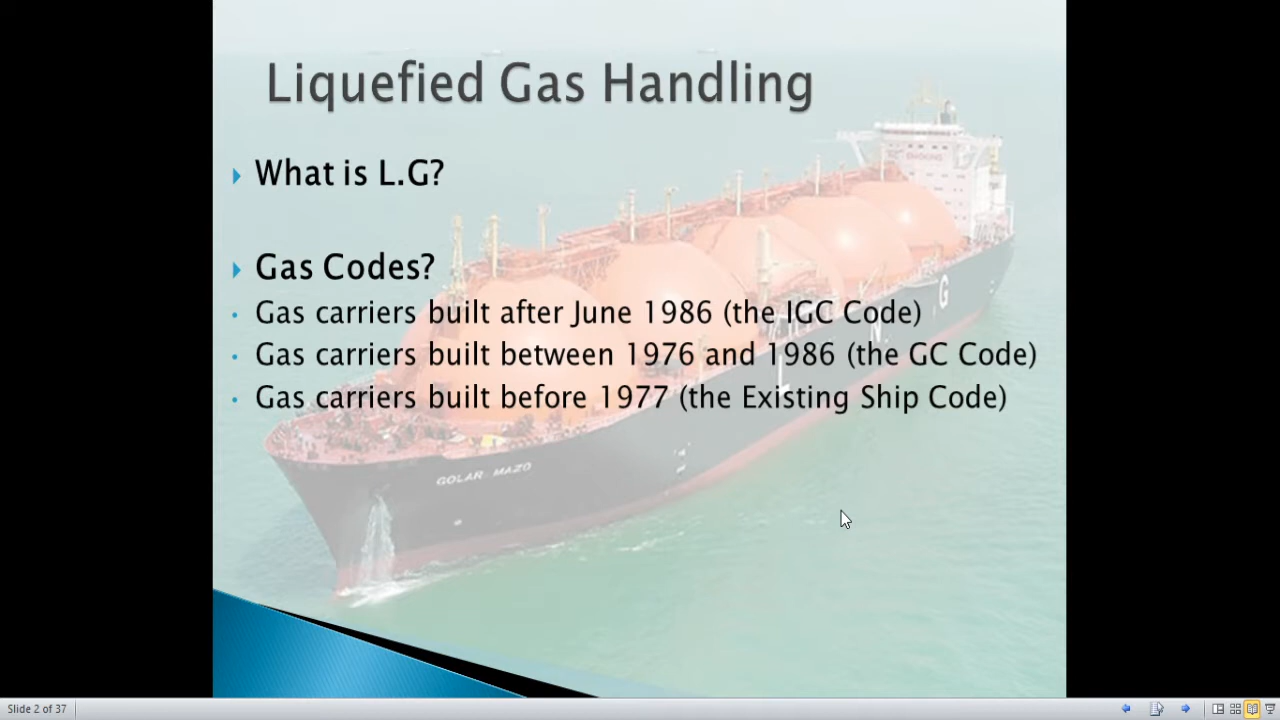 Liquefied Gas Handling
What is L.G?
Gas Codes?
Gas carriers built after June 1986 (the IGC Code)
Gas carriers built between 1976 and 1986 (the GC Code)
Gas carriers built before 1977 (the Existing Ship Code)
GOLAR MAZO
L N G
Slide 2 of 37